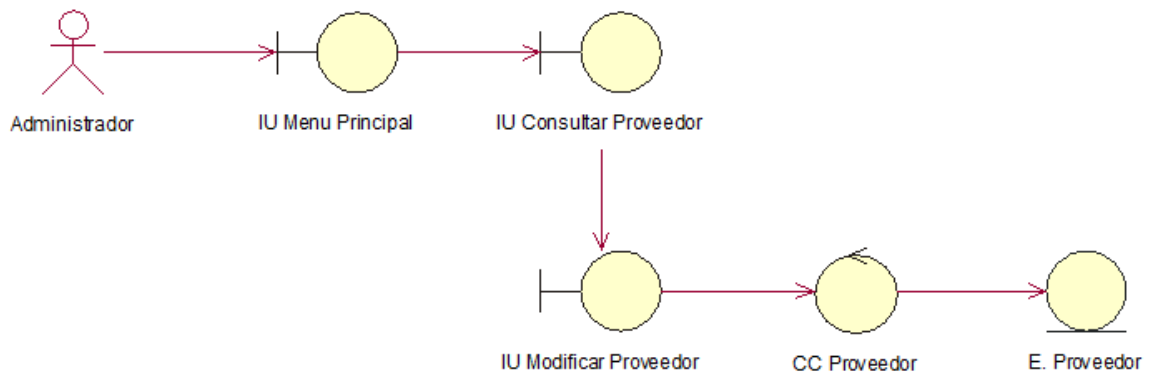 Administrador
IU Menu Principal
IU Consultar Proveedor
IU Modificar Proveedor
CC Proveedor
E. Proveedor